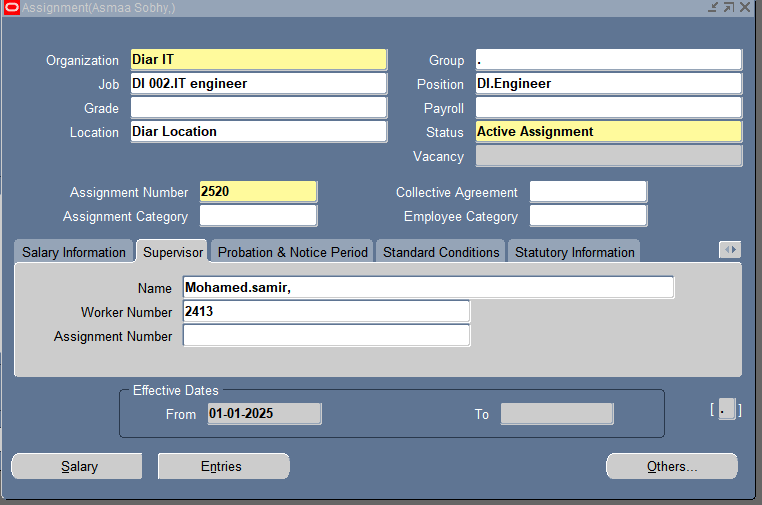 Assignment(Asmaa Sobhy,)
Organization Diar IT Group .
Job DI 002.IT engineer Position DI.Engineer
Grade Payroll
Location Diar Location Status Active Assignment
Vacancy
Assignment Number 2520 Collective Agreement
Assignment Category Employee Category
Salary Information Supervisor Probation & Notice Period Standard Conditions Statutory Information
Name Mohamed.samir,
Worker Number 2413
Assignment Number
Effective Dates
From 01-01-2025 To [ . ]
Salary Entries Others...